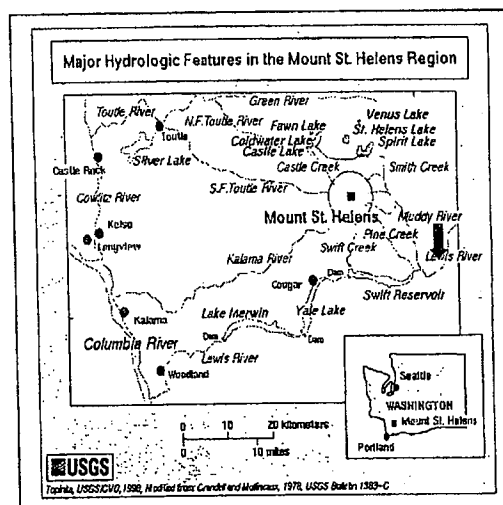 Major Hydrologic Features in the Mount St. Helens Region
Green River
Toutle River
N.F. Toutle River
Fawn Lake
Venus Lake
St. Helens Lake
Spirit Lake
Toutle
Coldwater Lake
Castle Lake
Silver Lake
Castle Creek
Smith Creek
Castle Rock
S.F. Toutle River
Cowlitz River
Mount St. Helens
Muddy River
Kelso
Pine Creek
Longview
Swift Creek
Lewis River
Kalama River
Dam
Cougar
Swift Reservoir
Yale Lake
Lake Merwin
Kalama
Columbia River
Dam
Dam
Lewis River
Woodland
Seattle
WASHINGTON
Mount St. Helens
Portland
0 10 20 kilometers
0 10 miles
USGS
Topinka, USGS/CVO, 1998, Modified from: Crandell and Mullineaux, 1978, USGS Bulletin 1383-C